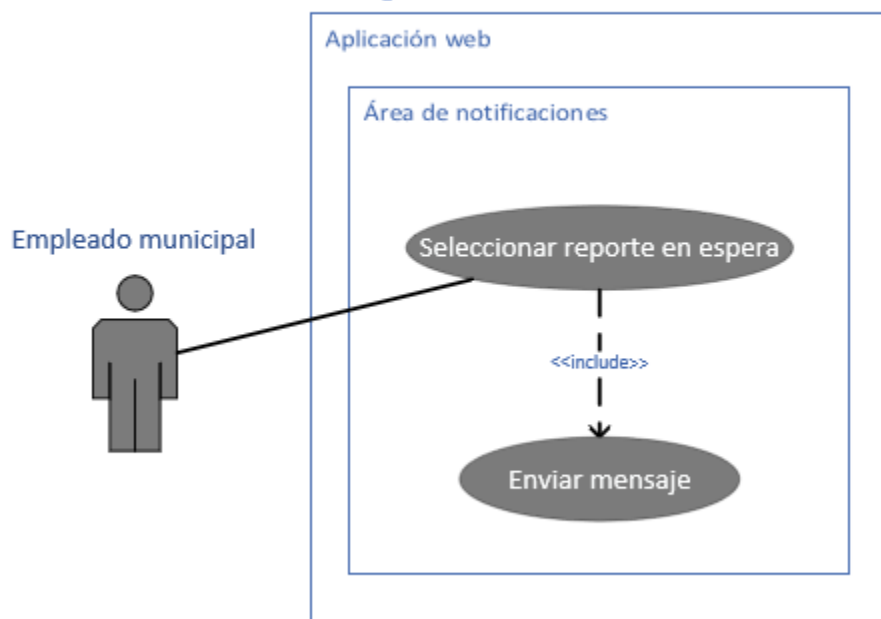 Aplicación web
Área de notificaciones
Empleado municipal
Seleccionar reporte en espera
<<include>>
Enviar mensaje